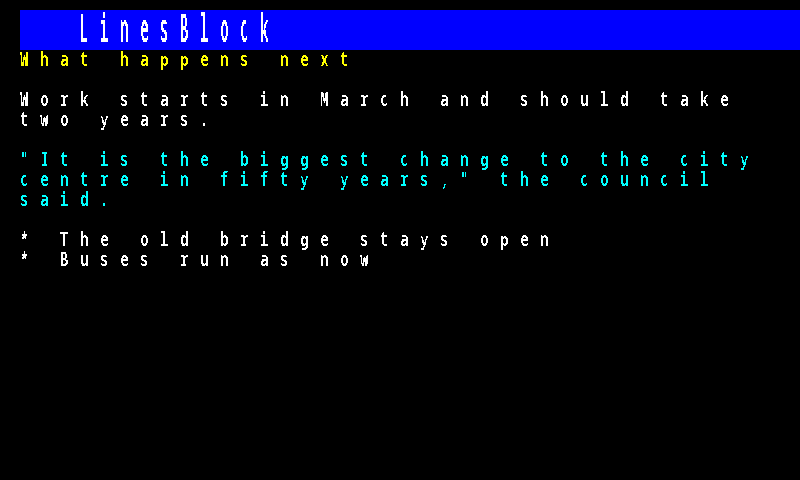 LinesBlock
What happens next
Work starts in March and should take
two years.
"It is the biggest change to the city
centre in fifty years," the council
said.
* The old bridge stays open
* Buses run as now